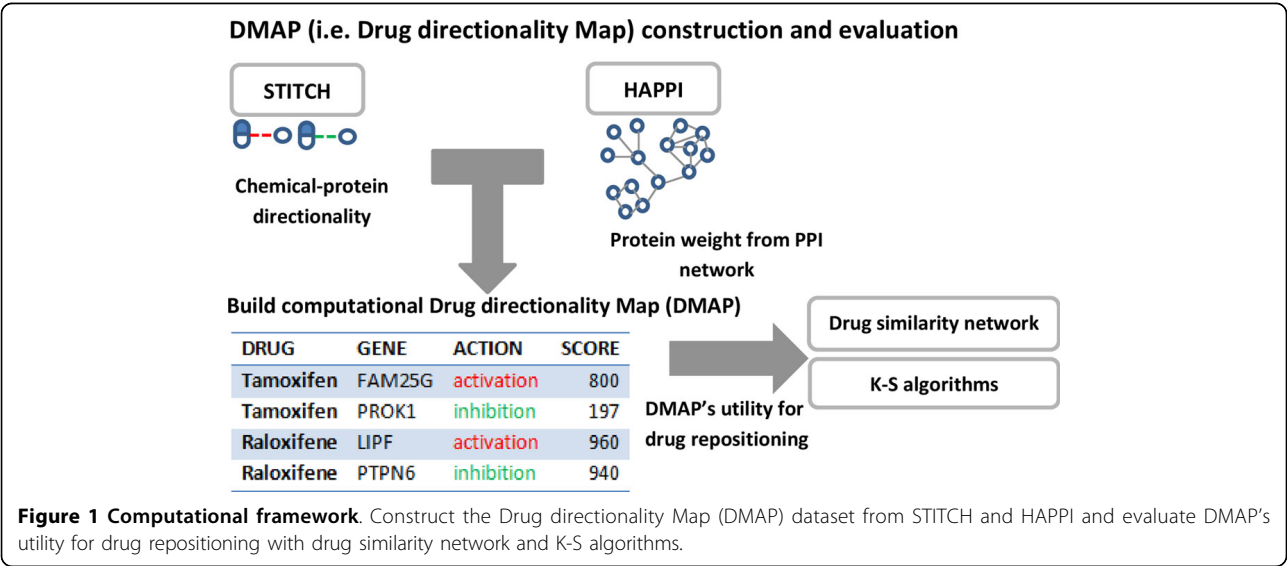 DMAP (i.e. Drug directionality Map) construction and evaluation
STITCH
HAPPI
Chemical-protein
directionality
Protein weight from PPI
network
Build computational Drug directionality Map (DMAP)
DRUG GENE ACTION SCORE
Tamoxifen FAM25G activation 800
Tamoxifen PROK1 inhibition 197
Raloxifene LIPF activation 960
Raloxifene PTPN6 inhibition 940
DMAP's utility for
drug repositioning
Drug similarity network
K-S algorithms
Figure 1 Computational framework. Construct the Drug directionality Map (DMAP) dataset from STITCH and HAPPI and evaluate DMAP's
utility for drug repositioning with drug similarity network and K-S algorithms.